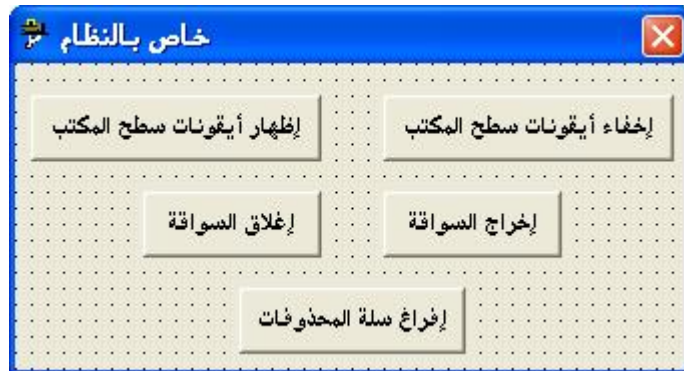 خاص بالنظام
إخفاء أيقونات سطح المكتب
إظهار أيقونات سطح المكتب
إخراج السواقة
إغلاق السواقة
إفراغ سلة المحذوفات